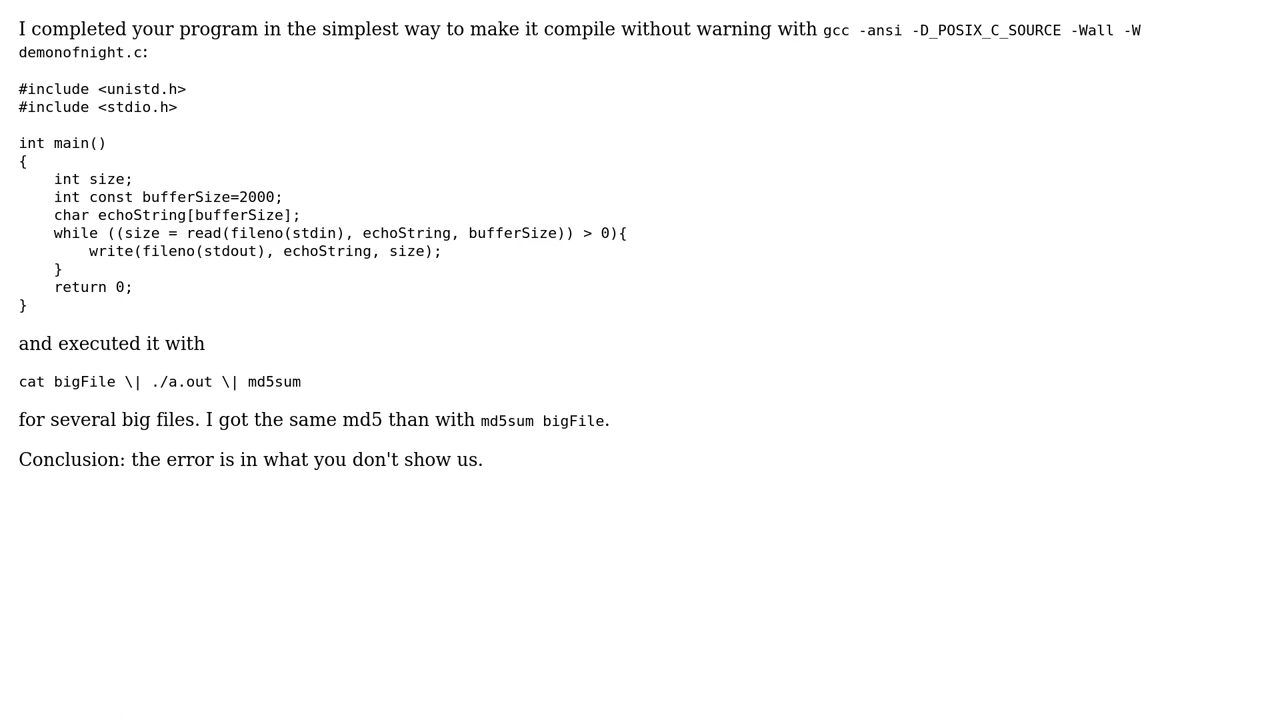 I completed your program in the simplest way to make it compile without warning with gcc -ansi -D_POSIX_C_SOURCE -Wall -W
demonofnight.c:
#include <unistd.h>
#include <stdio.h>
int main()
{
    int size;
    int const bufferSize=2000;
    char echoString[bufferSize];
    while ((size = read(fileno(stdin), echoString, bufferSize)) > 0){
        write(fileno(stdout), echoString, size);
    }
    return 0;
}
and executed it with
cat bigFile \| ./a.out \| md5sum
for several big files. I got the same md5 than with md5sum bigFile.
Conclusion: the error is in what you don't show us.